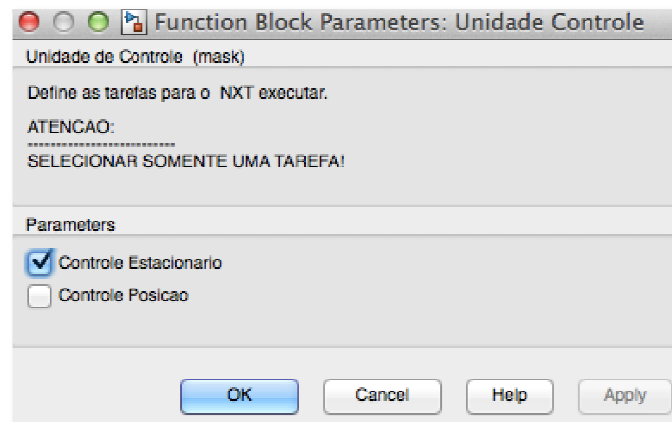 Function Block Parameters: Unidade Controle
Unidade de Controle (mask)
Define as tarefas para o NXT executar.
ATENCAO:
--------------------------
SELECIONAR SOMENTE UMA TAREFA!
Parameters
Controle Estacionario
Controle Posicao
OK Cancel Help Apply